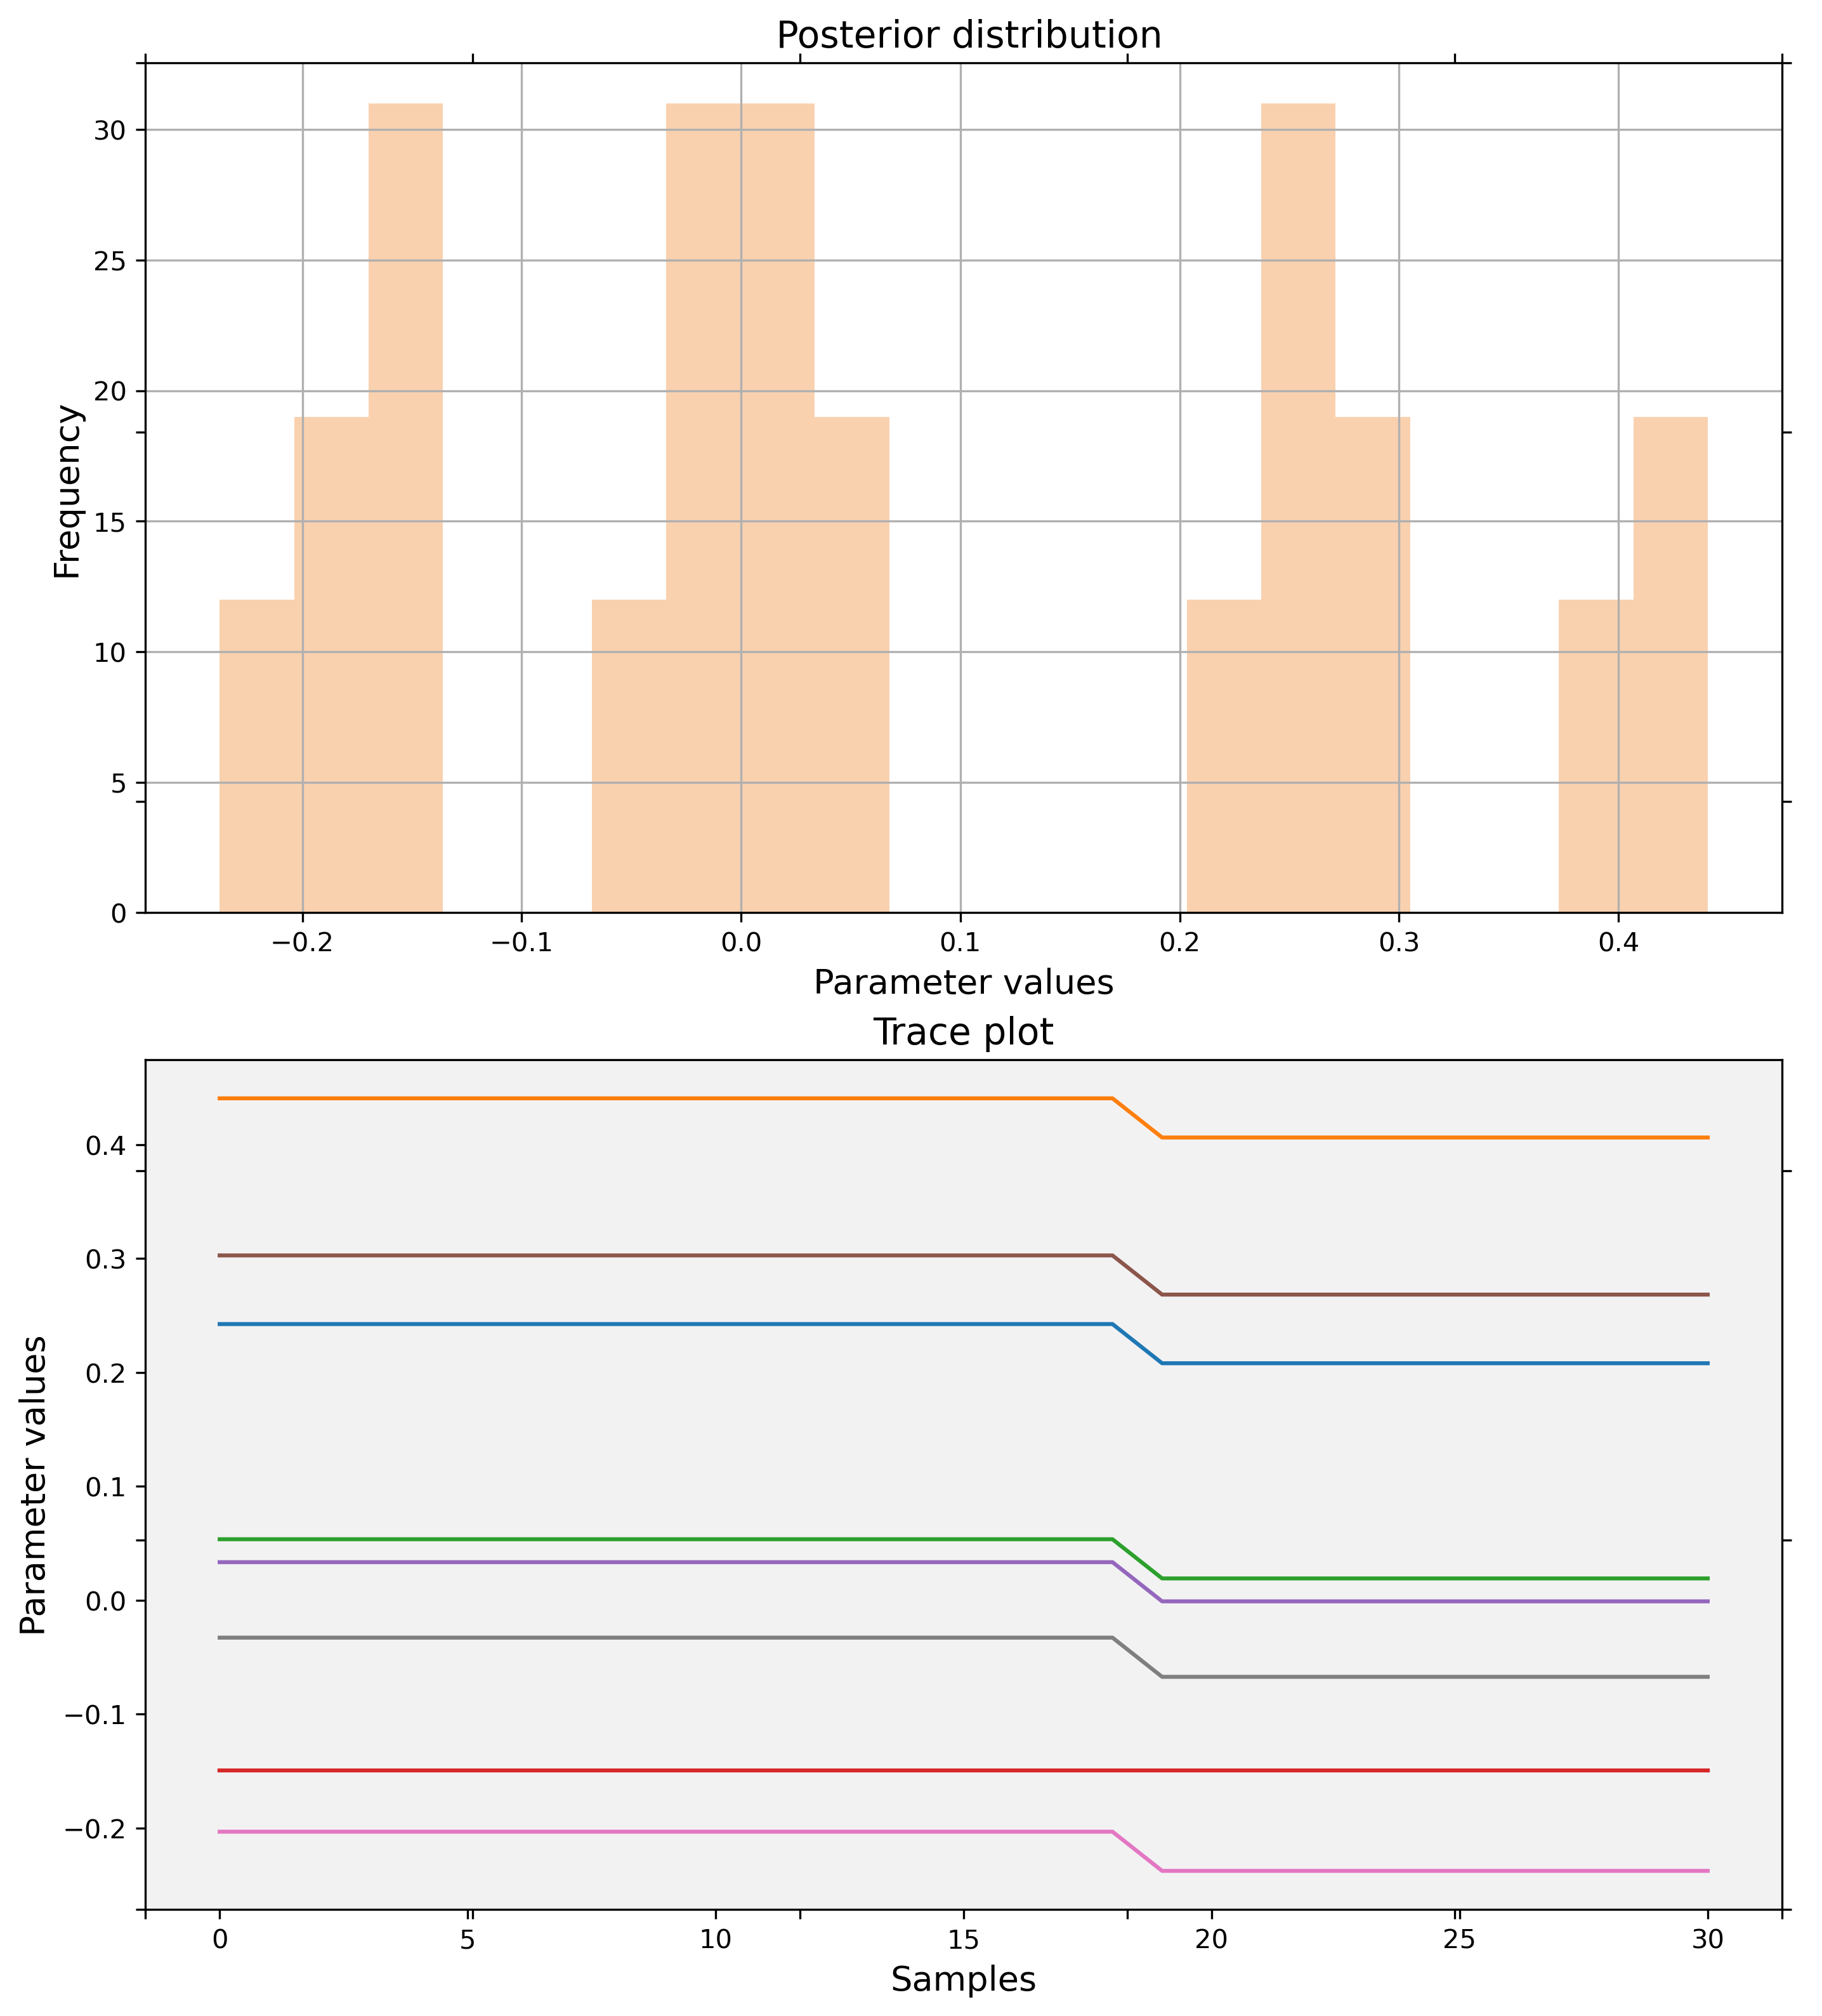 Posterior distribution
30
25
20
15
10
5
0
Frequency
−0.2 −0.1 0.0 0.1 0.2 0.3 0.4
Parameter values
Trace plot
0.4
0.3
0.2
0.1
0.0
−0.1
−0.2
Parameter values
0 5 10 15 20 25 30
Samples